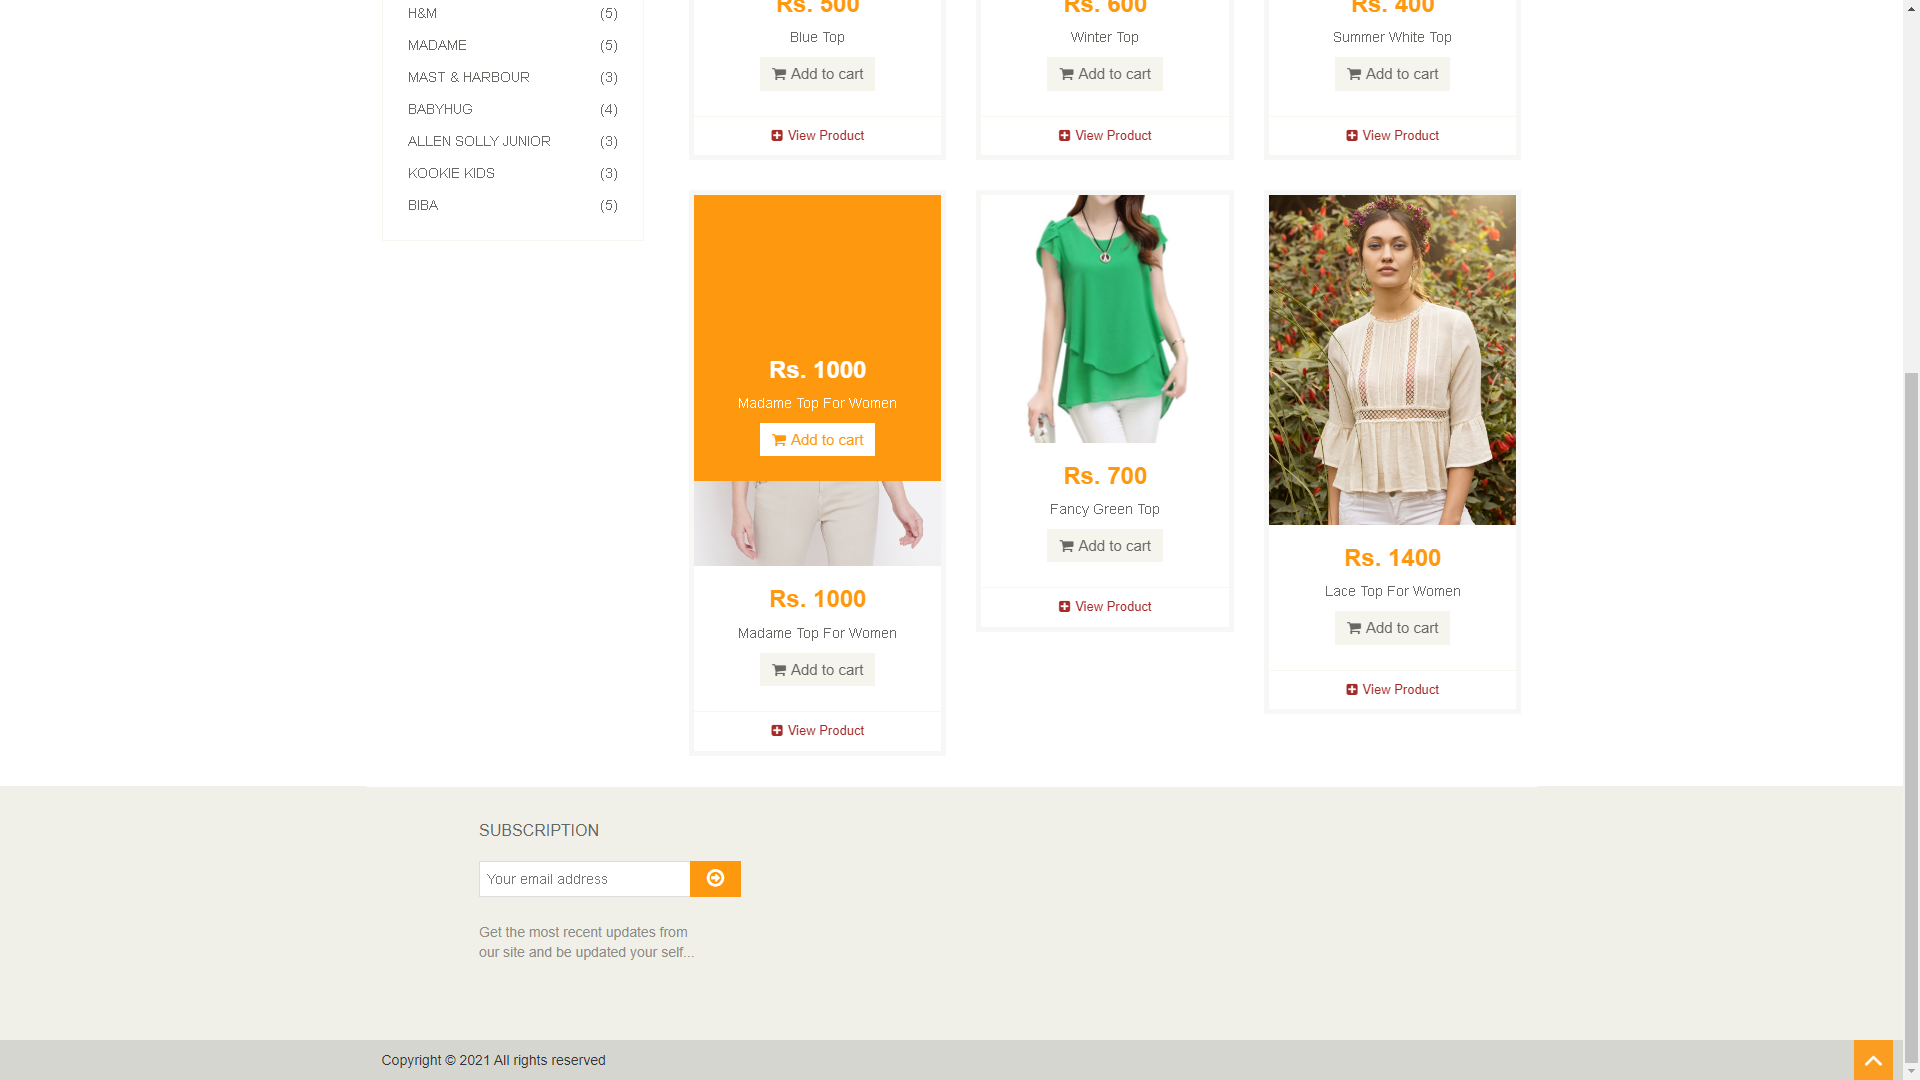 H&M (5)
MADAME (5)
MAST & HARBOUR (3)
BABYHUG (4)
ALLEN SOLLY JUNIOR (3)
KOOKIE KIDS (3)
BIBA (5)
Rs. 500
Blue Top
Add to cart
View Product
Rs. 600
Winter Top
Add to cart
View Product
Rs. 400
Summer White Top
Add to cart
View Product
Rs. 1000
Madame Top For Women
Add to cart
Rs. 1000
Madame Top For Women
Add to cart
View Product
Rs. 700
Fancy Green Top
Add to cart
View Product
Rs. 1400
Lace Top For Women
Add to cart
View Product
SUBSCRIPTION
Your email address
Get the most recent updates from
our site and be updated your self...
Copyright © 2021 All rights reserved